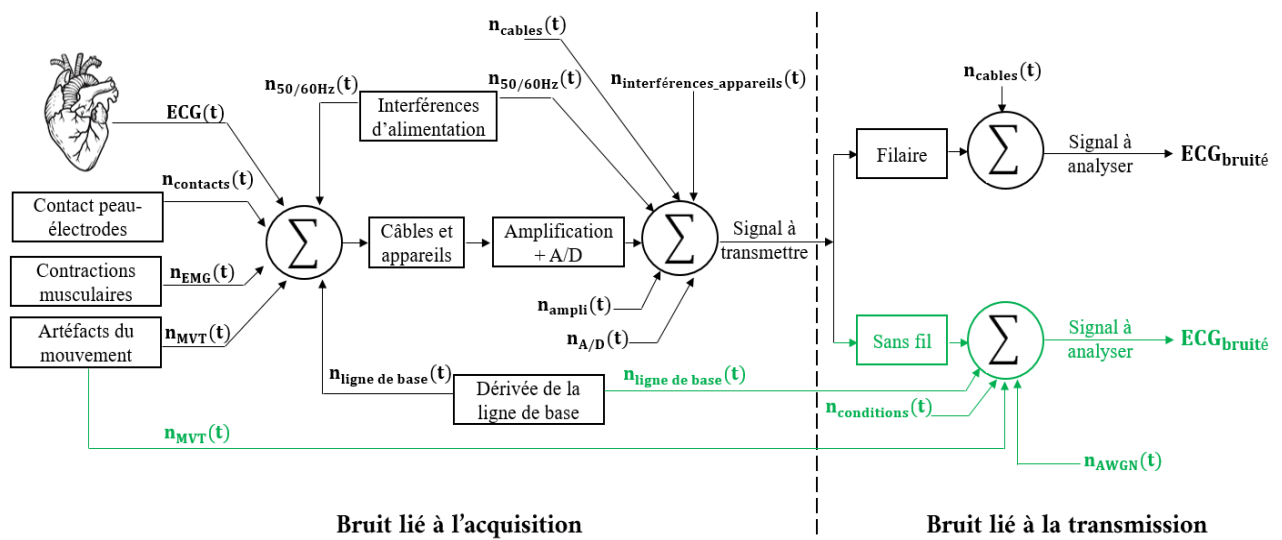 n_cables(t)
n_50/60Hz(t)
n_50/60Hz(t)
n_interférences_appareils(t)
n_cables(t)
ECG(t)
Interférences
d'alimentation
Filaire
Signal à
analyser
ECG_bruité
n_contacts(t)
Contact peau-
électrodes
∑
Câbles et
appareils
Amplification
+ A/D
∑
Signal à
transmettre
∑
Contractions
musculaires
n_EMG(t)
n_ampli(t)
n_A/D(t)
Artéfacts du
mouvement
n_MVT(t)
Sans fil
∑
Signal à
analyser
ECG_bruité
n_ligne de base(t)
Dérivée de la
ligne de base
n_ligne de base(t)
n_conditions(t)
n_MVT(t)
n_AWGN(t)
Bruit lié à l'acquisition
Bruit lié à la transmission